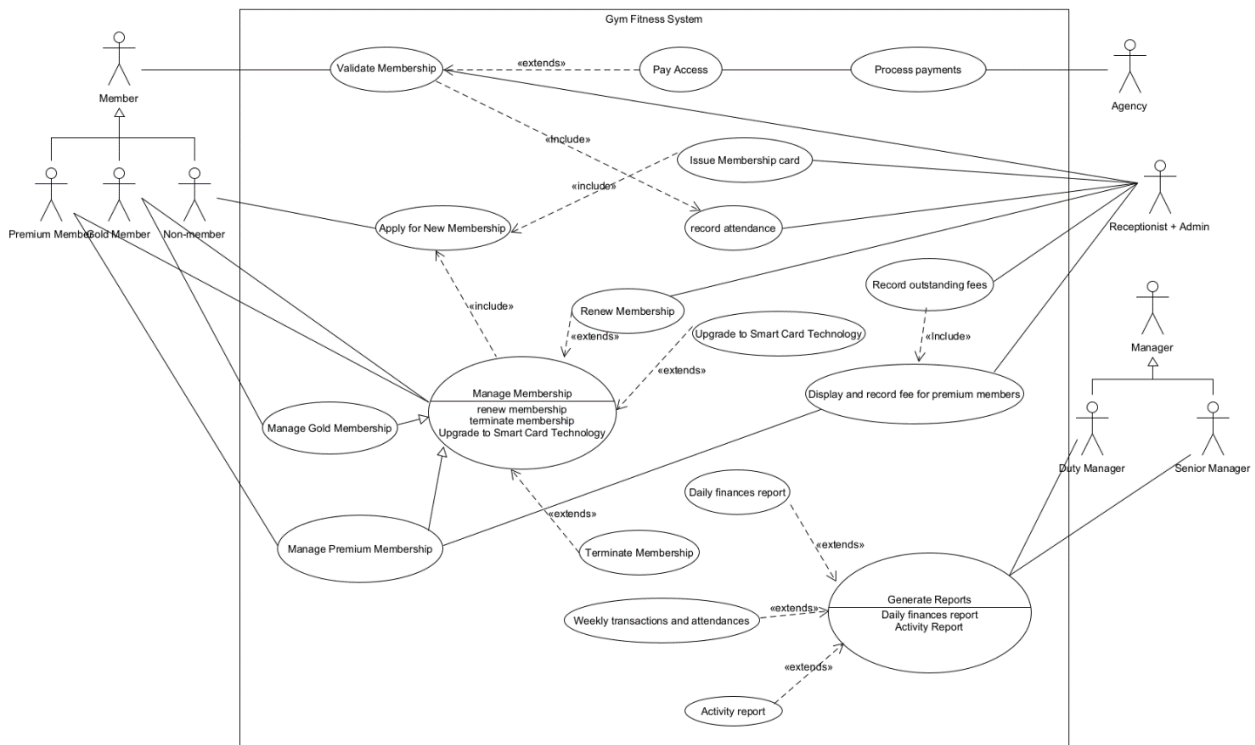 Gym Fitness System
Validate Membership
«extends»
Pay Access
Process payments
Member
Agency
«Include»
Issue Membership card
«include»
Premium Member
Gold Member
Non-member
Apply for New Membership
record attendance
Receptionist + Admin
Record outstanding fees
«include»
Renew Membership
«extends»
Upgrade to Smart Card Technology
«Include»
Manager
«extends»
Manage Membership
renew membership
terminate membership
Upgrade to Smart Card Technology
Display and record fee for premium members
Manage Gold Membership
Duty Manager
Senior Manager
Daily finances report
«extends»
Manage Premium Membership
Terminate Membership
«extends»
Generate Reports
Daily finances report
Activity Report
«extends»
Weekly transactions and attendances
«extends»
Activity report